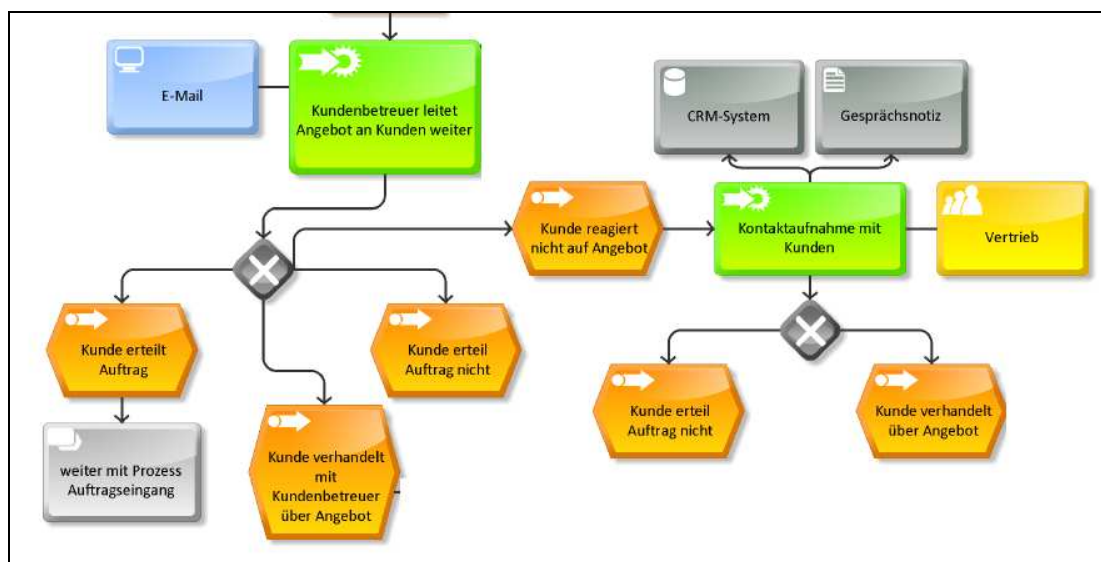 E-Mail
Kundenbetreuer leitet
Angebot an Kunden weiter
CRM-System
Gesprächsnotiz
Kunde reagiert
nicht auf Angebot
Kontaktaufnahme mit
Kunden
Vertrieb
Kunde erteilt
Auftrag
Kunde erteil
Auftrag nicht
Kunde erteil
Auftrag nicht
Kunde verhandelt
über Angebot
weiter mit Prozess
Auftragseingang
Kunde verhandelt
mit
Kundenbetreuer
über Angebot